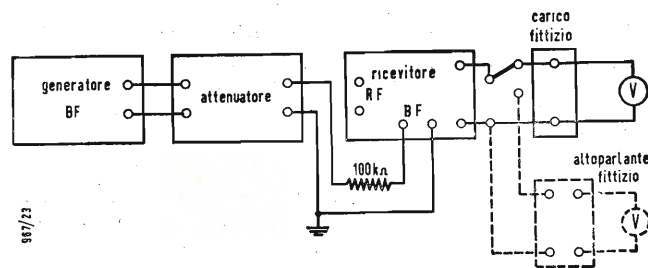 generatore
BF
attenuatore
ricevitore
RF
BF
carico
fittizio
V
100kΩ
altoparlante
fittizio
V
967/23